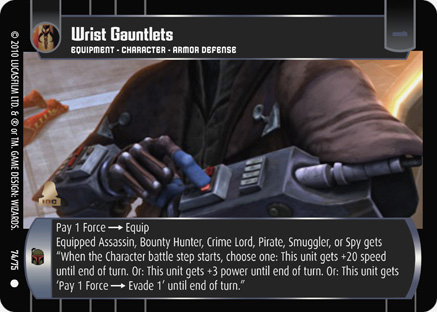 Wrist Gauntlets
EQUIPMENT - CHARACTER - ARMOR DEFENSE
© 2010 LUCASFILM LTD. & ® or TM. GAME DESIGN: WIZARDS.
74/75
Pay 1 Force → Equip
Equipped Assassin, Bounty Hunter, Crime Lord, Pirate, Smuggler, or Spy gets
“When the Character battle step starts, choose one: This unit gets +20 speed
until end of turn. Or: This unit gets +3 power until end of turn. Or: This unit gets
‘Pay 1 Force → Evade 1’ until end of turn.”